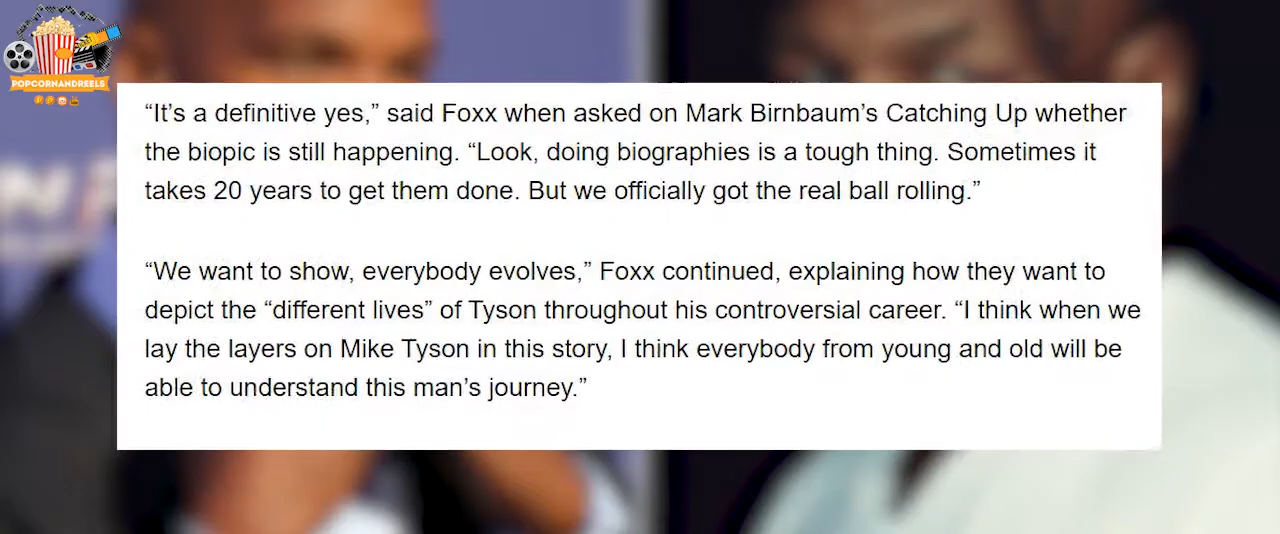 POPCORNANDREELS
“It’s a definitive yes,” said Foxx when asked on Mark Birnbaum’s Catching Up whether
the biopic is still happening. “Look, doing biographies is a tough thing. Sometimes it
takes 20 years to get them done. But we officially got the real ball rolling.”
“We want to show, everybody evolves,” Foxx continued, explaining how they want to
depict the “different lives” of Tyson throughout his controversial career. “I think when we
lay the layers on Mike Tyson in this story, I think everybody from young and old will be
able to understand this man’s journey.”